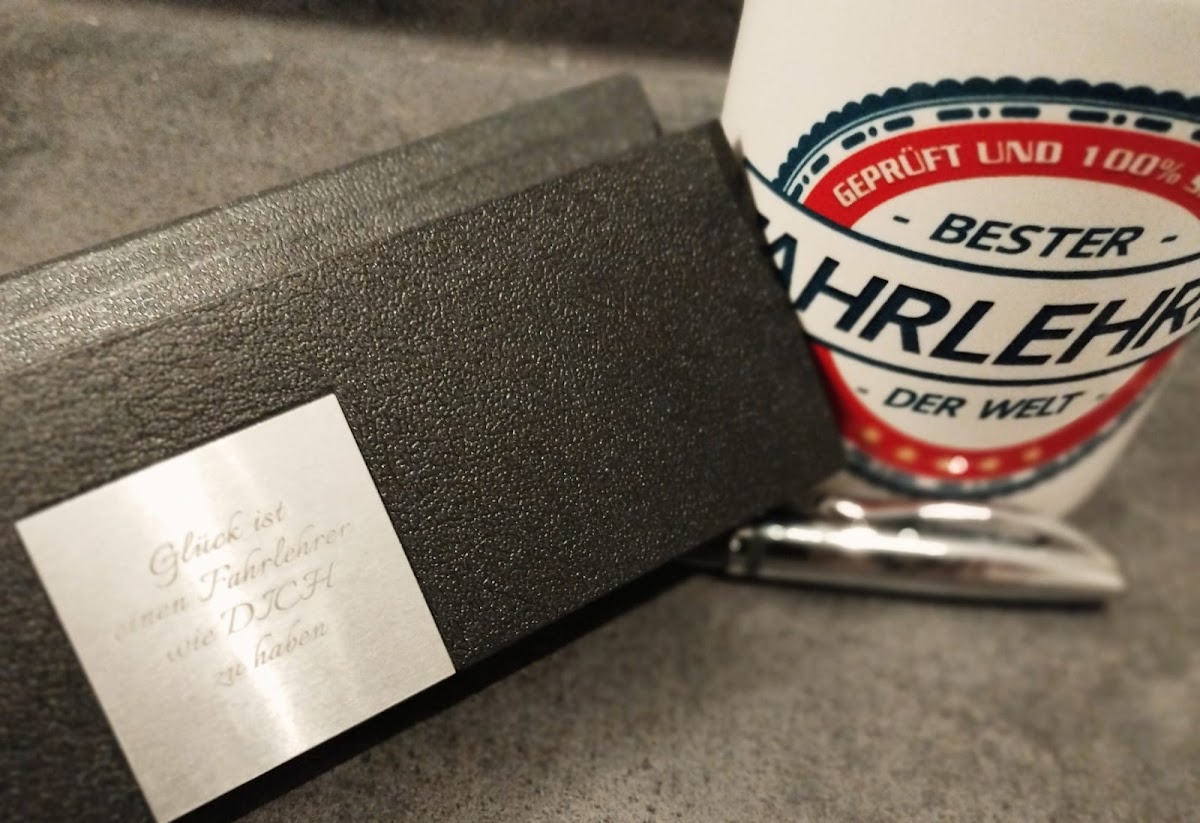 Glück ist
einen Fahrlehrer
wie DICH
zu haben
GEPRÜFT UND 100%
- BESTER -
AHRLEHR
- DER WELT -